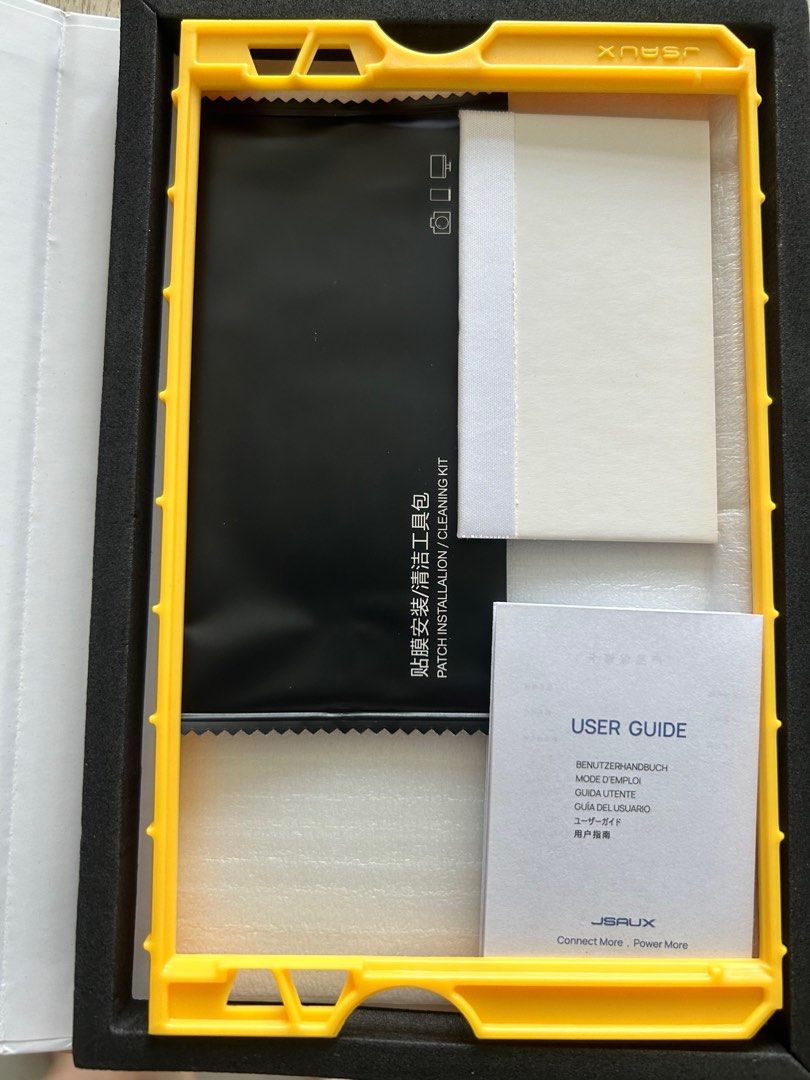 JSAUX
贴膜安装/清洁工具包
PATCH INSTALLALION / CLEANING KIT
USER GUIDE
BENUTZERHANDBUCH
MODE D'EMPLOI
GUIDA UTENTE
GUÍA DEL USUARIO
ユーザーガイド
用户指南
JSAUX
Connect More . Power More